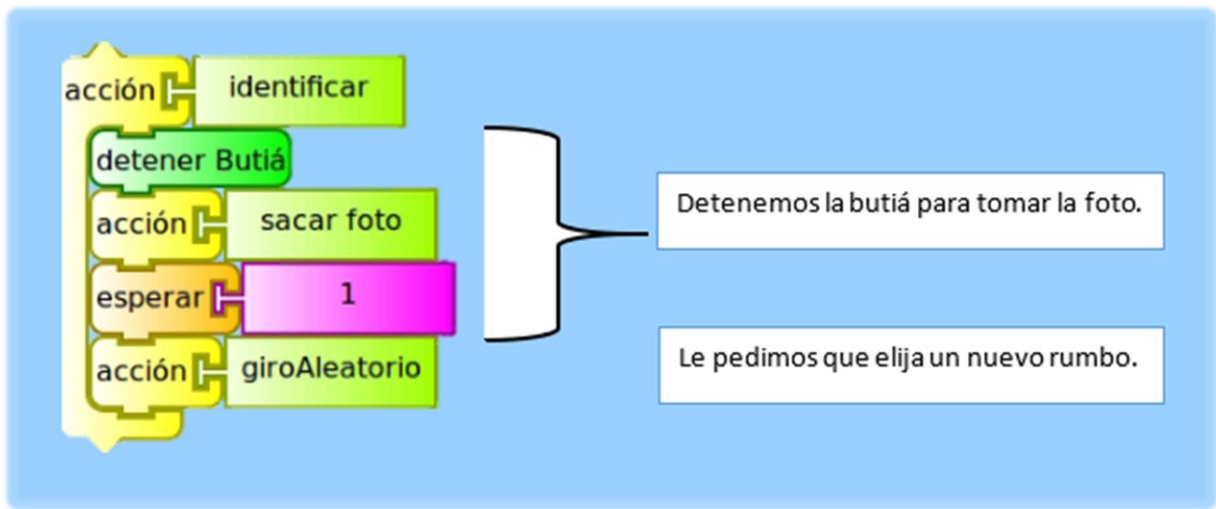 acción identificar
detener Butiá
acción sacar foto
esperar 1
acción giroAleatorio
Detenemos la butiá para tomar la foto.
Le pedimos que elija un nuevo rumbo.